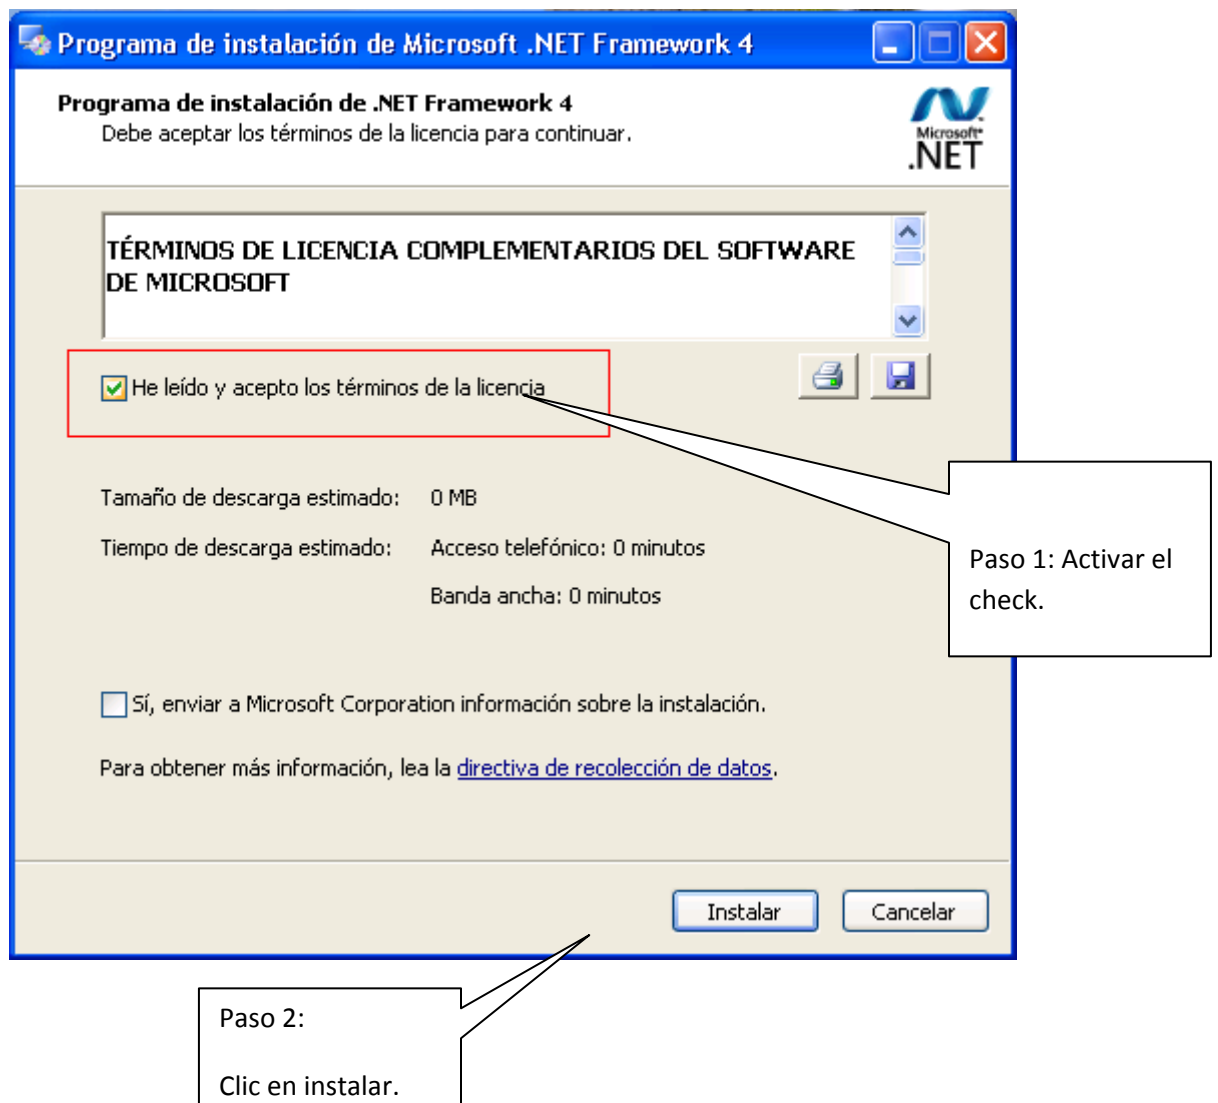 Programa de instalación de Microsoft .NET Framework 4
Programa de instalación de .NET Framework 4
Debe aceptar los términos de la licencia para continuar.
Microsoft
.NET
TÉRMINOS DE LICENCIA COMPLEMENTARIOS DEL SOFTWARE
DE MICROSOFT
He leído y acepto los términos de la licencia
Tamaño de descarga estimado: 0 MB
Tiempo de descarga estimado: Acceso telefónico: 0 minutos
Banda ancha: 0 minutos
Paso 1: Activar el
check.
Sí, enviar a Microsoft Corporation información sobre la instalación.
Para obtener más información, lea la directiva de recolección de datos.
Instalar Cancelar
Paso 2:
Clic en instalar.